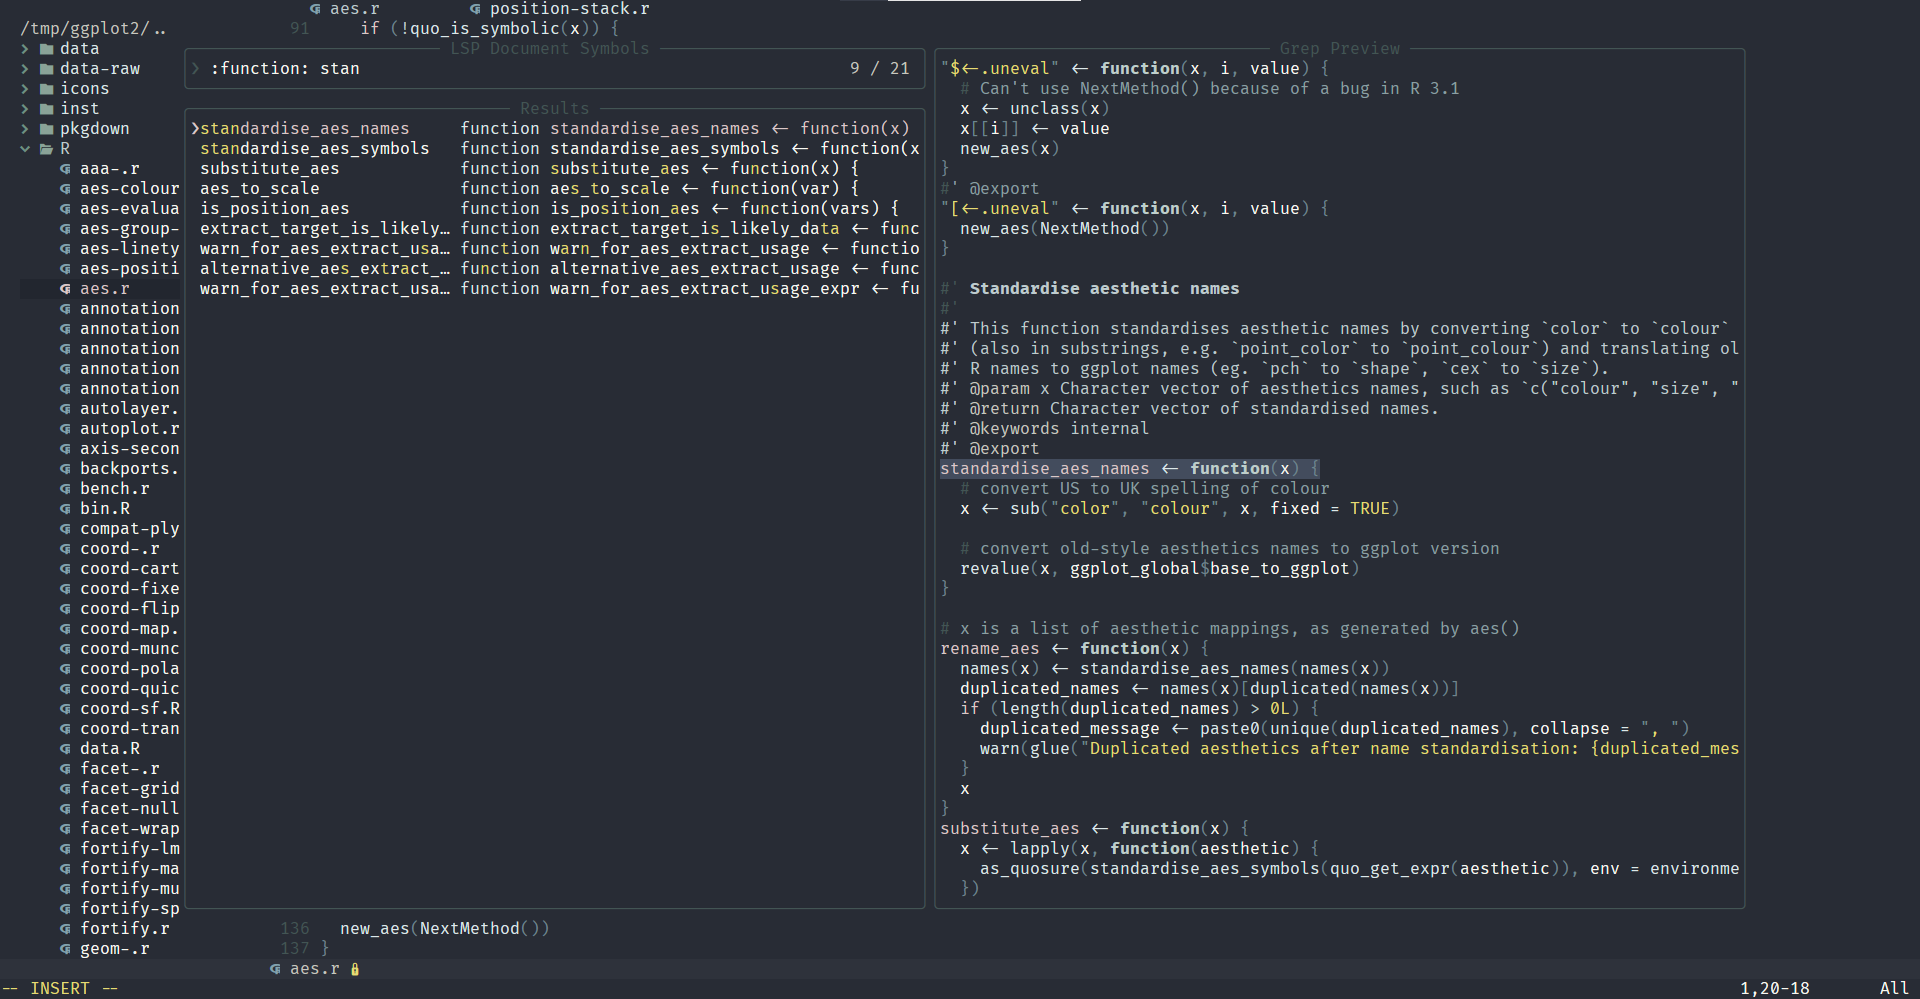 aes.r position-stack.r
/tmp/ggplot2/..
data
data-raw
icons
inst
pkgdown
R
aaa-.r
aes-colour
aes-evalua
aes-group-
aes-linety
aes-positi
aes.r
annotation
annotation
annotation
annotation
annotation
autolayer.
autoplot.r
axis-secon
backports.
bench.r
bin.R
compat-ply
coord-.r
coord-cart
coord-fixe
coord-flip
coord-map.
coord-munc
coord-pola
coord-quic
coord-sf.R
coord-tran
data.R
facet-.r
facet-grid
facet-null
facet-wrap
fortify-lm
fortify-ma
fortify-mu
fortify-sp
fortify.r
geom-.r
91 if (!quo_is_symbolic(x)) {
LSP Document Symbols
> :function: stan 9 / 21
Results
>standardise_aes_names function standardise_aes_names <- function(x)
standardise_aes_symbols function standardise_aes_symbols <- function(x
substitute_aes function substitute_aes <- function(x) {
aes_to_scale function aes_to_scale <- function(var) {
is_position_aes function is_position_aes <- function(vars) {
extract_target_is_likely… function extract_target_is_likely_data <- func
warn_for_aes_extract_usa… function warn_for_aes_extract_usage <- functio
alternative_aes_extract_… function alternative_aes_extract_usage <- func
warn_for_aes_extract_usa… function warn_for_aes_extract_usage_expr <- fu
Grep Preview
"$<-.uneval" <- function(x, i, value) {
# Can't use NextMethod() because of a bug in R 3.1
x <- unclass(x)
x[[i]] <- value
new_aes(x)
}
#' @export
"[<-.uneval" <- function(x, i, value) {
new_aes(NextMethod())
}
#' Standardise aesthetic names
#'
#' This function standardises aesthetic names by converting `color` to `colour`
#' (also in substrings, e.g. `point_color` to `point_colour`) and translating ol
#' R names to ggplot names (eg. `pch` to `shape`, `cex` to `size`).
#' @param x Character vector of aesthetics names, such as `c("colour", "size", "
#' @return Character vector of standardised names.
#' @keywords internal
#' @export
standardise_aes_names <- function(x) {
# convert US to UK spelling of colour
x <- sub("color", "colour", x, fixed = TRUE)
# convert old-style aesthetics names to ggplot version
revalue(x, ggplot_global$base_to_ggplot)
}
# x is a list of aesthetic mappings, as generated by aes()
rename_aes <- function(x) {
names(x) <- standardise_aes_names(names(x))
duplicated_names <- names(x)[duplicated(names(x))]
if (length(duplicated_names) > 0L) {
duplicated_message <- paste0(unique(duplicated_names), collapse = ", ")
warn(glue("Duplicated aesthetics after name standardisation: {duplicated_mes
}
x
}
substitute_aes <- function(x) {
x <- lapply(x, function(aesthetic) {
as_quosure(standardise_aes_symbols(quo_get_expr(aesthetic)), env = environme
})
136 new_aes(NextMethod())
137 }
aes.r
-- INSERT -- 1,20-18 All